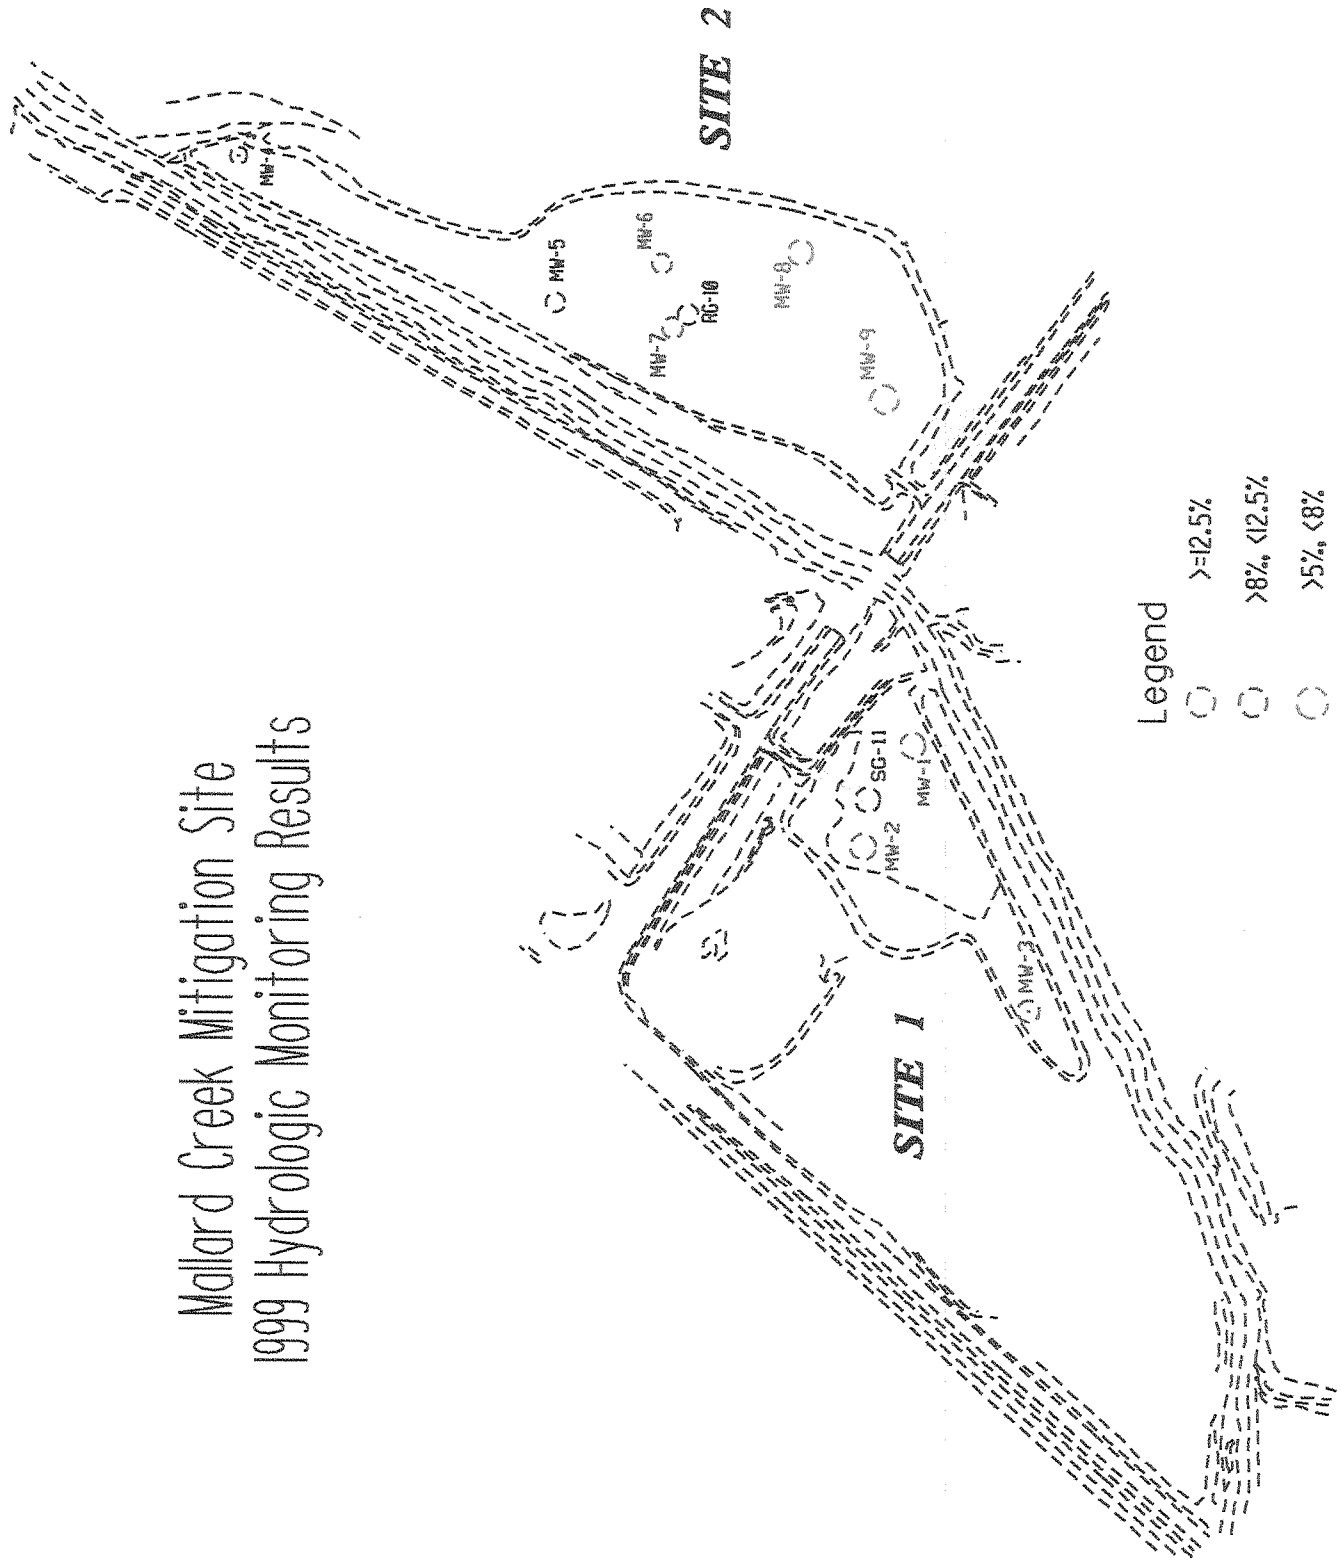 Mallard Creek Mitigation Site
1999 Hydrologic Monitoring Results
SITE 2
MW-4
MW-5
MW-6
MW-7
RG-10
MW-8
MW-9
SITE 1
SG-11
MW-1
MW-2
MW-3
Legend
>=12.5%
>8%, <12.5%
>5%, <8%